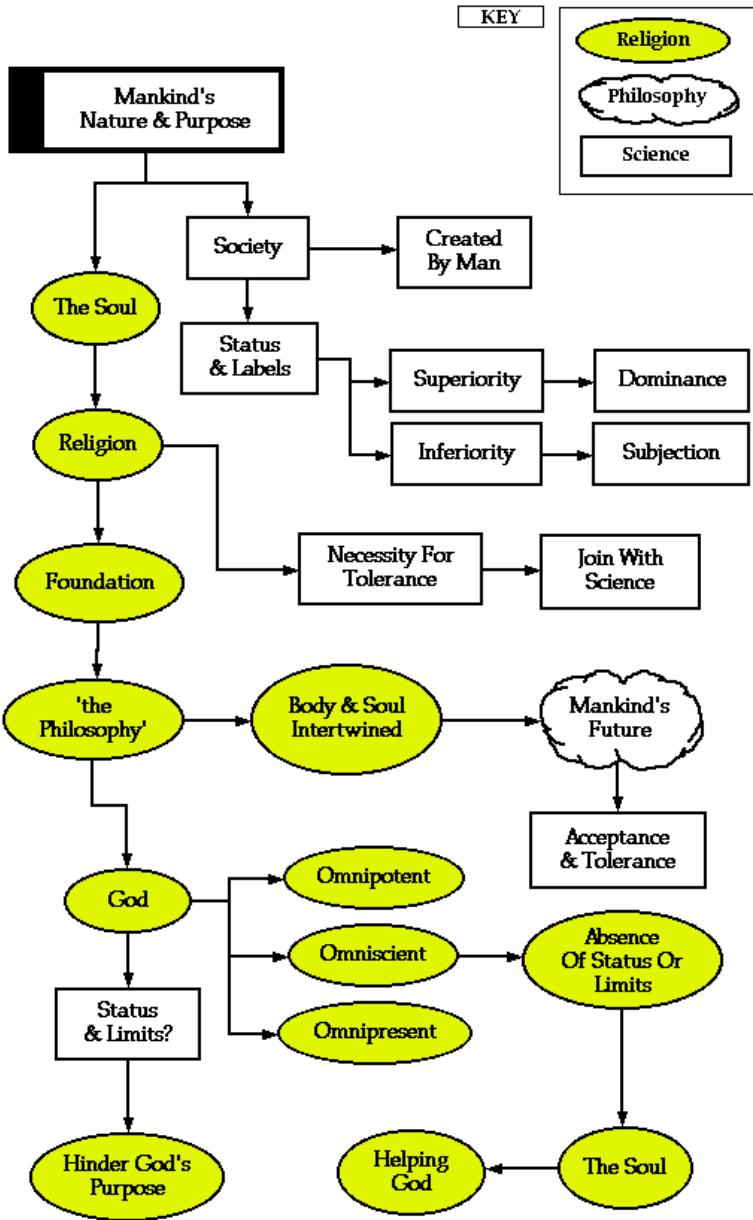 KEY
Religion
Philosophy
Science
Mankind's
Nature & Purpose
Society
Created
By Man
The Soul
Status
& Labels
Superiority
Dominance
Religion
Inferiority
Subjection
Necessity For
Tolerance
Join With
Science
Foundation
'the
Philosophy'
Body & Soul
Intertwined
Mankind's
Future
Acceptance
& Tolerance
God
Omnipotent
Omniscient
Omnipresent
Absence
Of Status Or
Limits
Status
& Limits?
Hinder God's
Purpose
Helping
God
The Soul